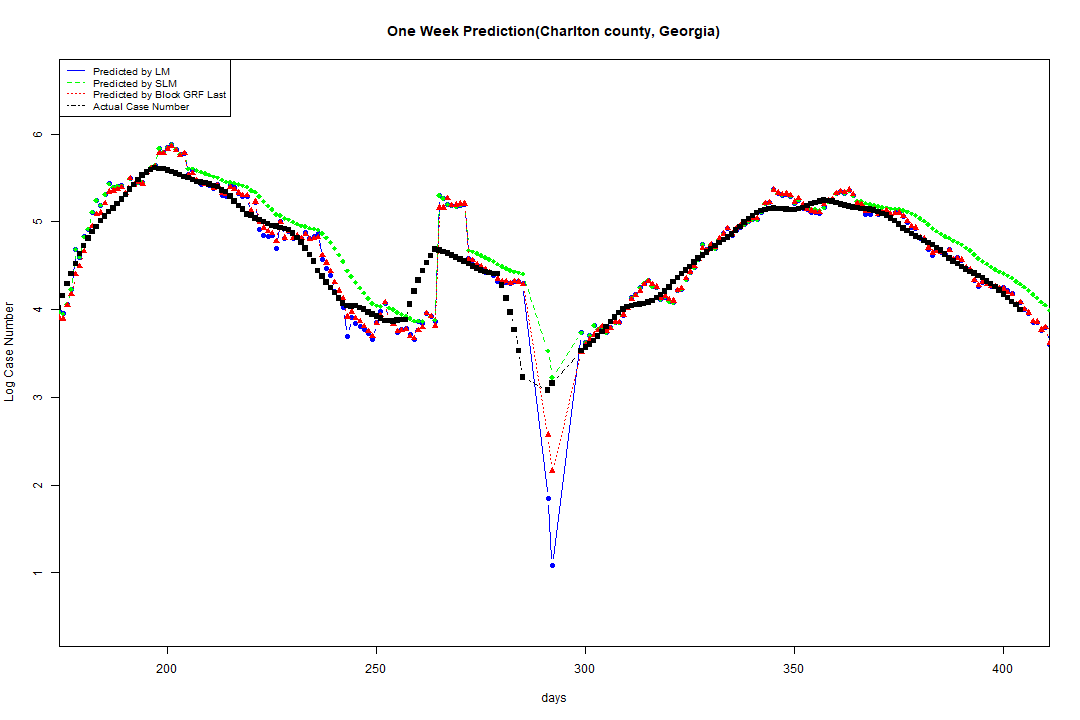 One Week Prediction(Charlton county, Georgia)
Predicted by LM
Predicted by SLM
Predicted by Block GRF Last
Actual Case Number
6
5
4
3
2
1
Log Case Number
200 250 300 350 400
days